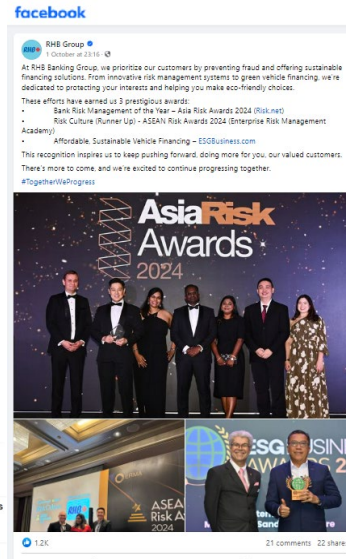 facebook
RHB Group
1 October at 23:16
At RHB Banking Group, we prioritize our customers by preventing fraud and offering sustainable
financing solutions. From innovative risk management systems to green vehicle financing, we're
dedicated to protecting your interests and helping you make eco-friendly choices.
These efforts have earned us 3 prestigious awards:
• Bank Risk Management of the Year – Asia Risk Awards 2024 (Risk.net)
• Risk Culture (Runner Up) - ASEAN Risk Awards 2024 (Enterprise Risk Management
Academy)
• Affordable, Sustainable Vehicle Financing – ESGBusiness.com
This recognition inspires us to keep pushing forward, doing more for you, our valued customers.
There's more to come, and we're excited to continue progressing together.
#TogetherWeProgress
AsiaRisk
Awards
2024
ERMA
RHB
ASEA
Risk A
2024
ESG BUSIN
AWARDS 2
1.2K
21 comments 22 share